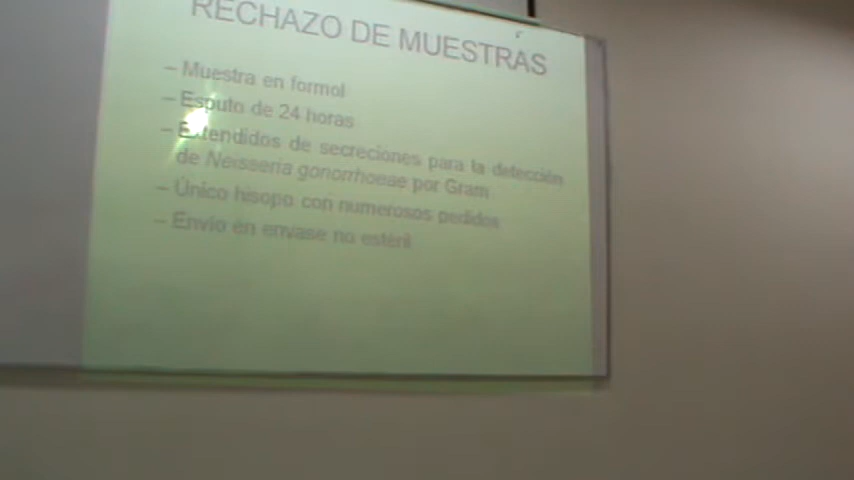 RECHAZO DE MUESTRAS
– Muestra en formol
– Esputo de 24 horas
– Extendidos de secreciones para la detección
de Neisseria gonorrhoeae por Gram
– Único hisopo con numerosos pedidos
– Envío en envase no estéril